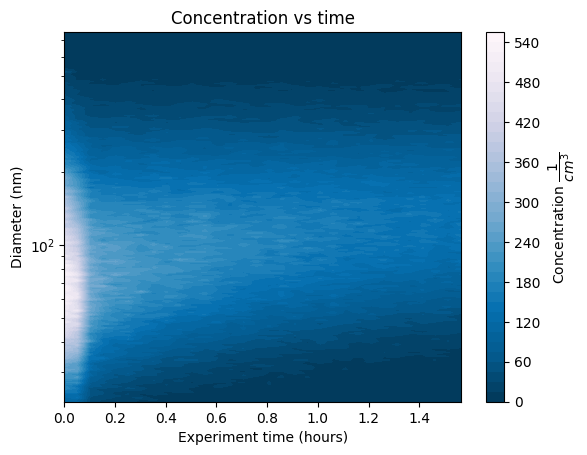 Concentration vs time
Diameter (nm)
10²
0.0 0.2 0.4 0.6 0.8 1.0 1.2 1.4
Experiment time (hours)
540
480
420
360
300
240
180
120
60
0
Concentration 1/cm³